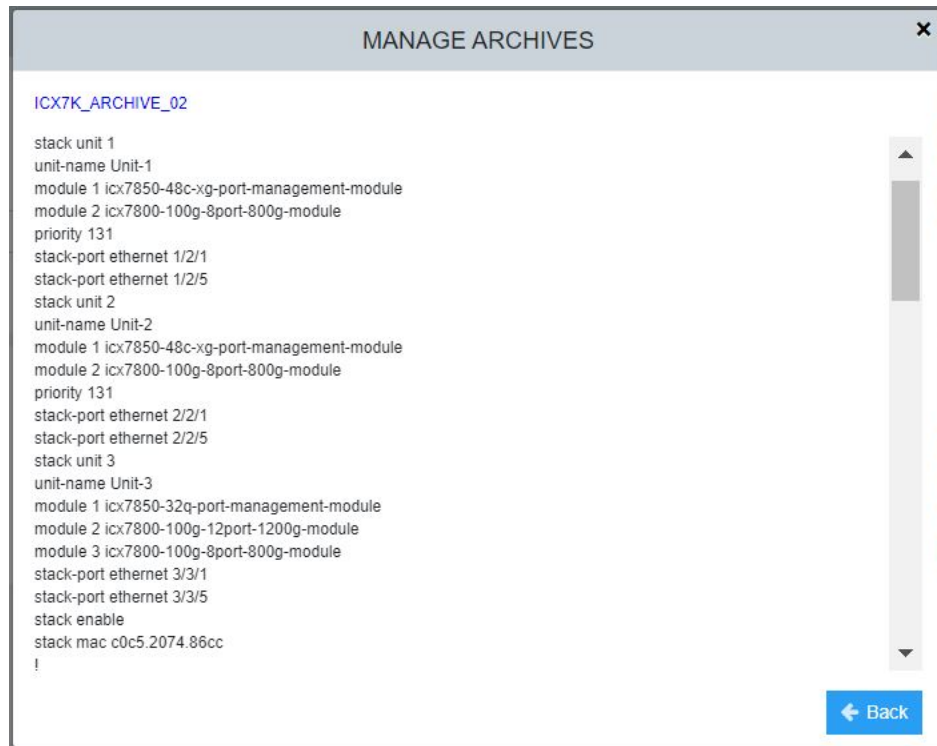 MANAGE ARCHIVES
ICX7K_ARCHIVE_02
stack unit 1
unit-name Unit-1
module 1 icx7850-48c-xg-port-management-module
module 2 icx7800-100g-8port-800g-module
priority 131
stack-port ethernet 1/2/1
stack-port ethernet 1/2/5
stack unit 2
unit-name Unit-2
module 1 icx7850-48c-xg-port-management-module
module 2 icx7800-100g-8port-800g-module
priority 131
stack-port ethernet 2/2/1
stack-port ethernet 2/2/5
stack unit 3
unit-name Unit-3
module 1 icx7850-32q-port-management-module
module 2 icx7800-100g-12port-1200g-module
module 3 icx7800-100g-8port-800g-module
stack-port ethernet 3/3/1
stack-port ethernet 3/3/5
stack enable
stack mac c0c5.2074.86cc
!
Back